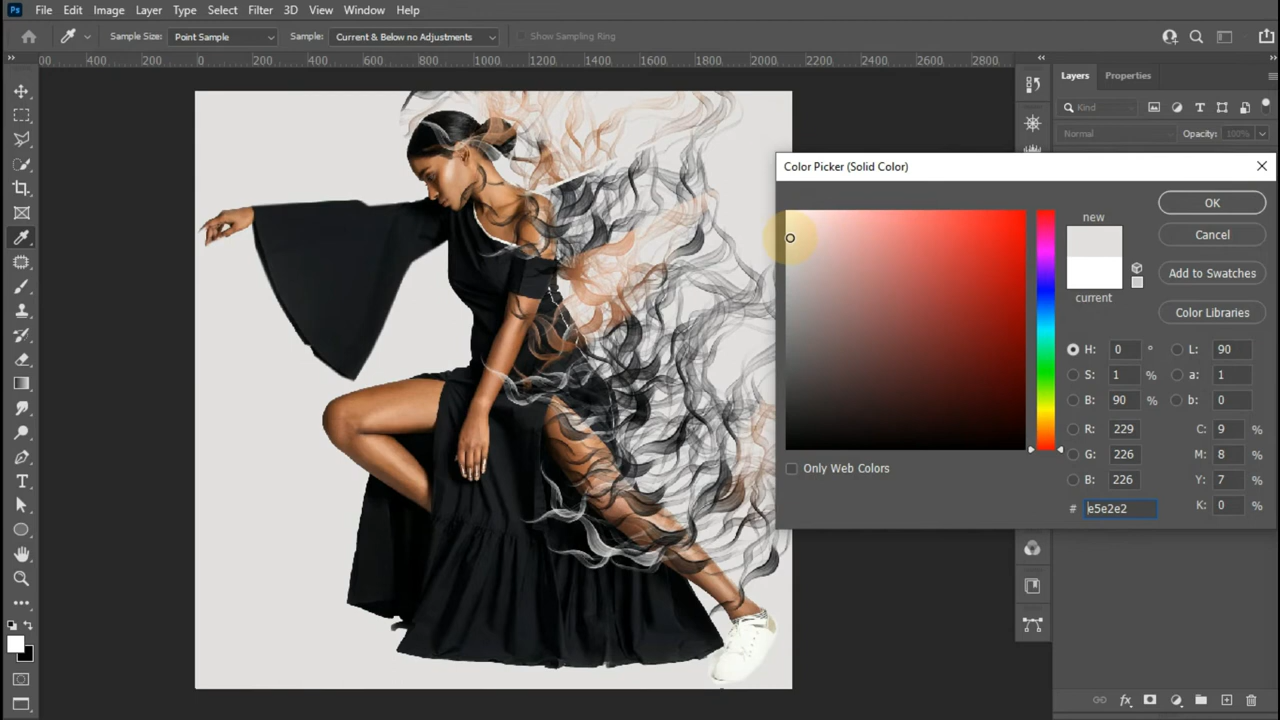 Ps File Edit Image Layer Type Select Filter 3D View Window Help
Sample Size: Point Sample Sample: Current & Below no Adjustments Show Sampling Ring
00 400 200 0 200 400 600 800 1000 1200 1400 1600 1800 2000 2200 2400 2600 2800
Layers Properties
Kind
Normal Opacity: 100%
Color Picker (Solid Color)
new
OK
Cancel
Add to Swatches
current
Color Libraries
H: 0 ° L: 90
S: 1 % a: 1
B: 90 % b: 0
R: 229 C: 9 %
G: 226 M: 8 %
B: 226 Y: 7 %
# e5e2e2 K: 0 %
Only Web Colors
T
fx